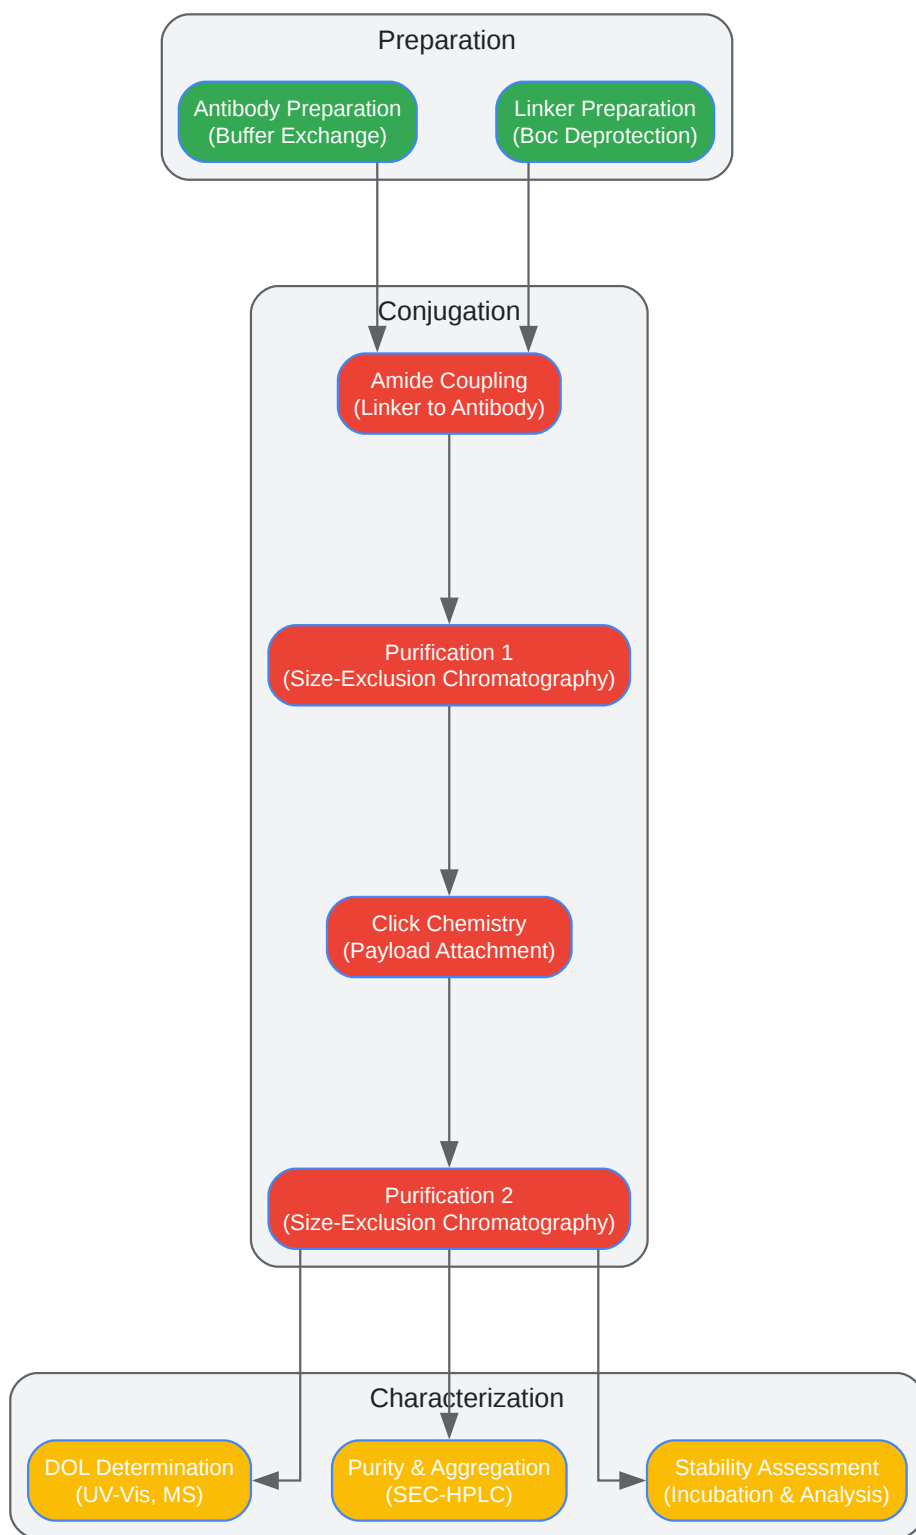 Preparation
Antibody Preparation
(Buffer Exchange)
Linker Preparation
(Boc Deprotection)
Conjugation
Amide Coupling
(Linker to Antibody)
Purification 1
(Size-Exclusion Chromatography)
Click Chemistry
(Payload Attachment)
Purification 2
(Size-Exclusion Chromatography)
Characterization
DOL Determination
(UV-Vis, MS)
Purity & Aggregation
(SEC-HPLC)
Stability Assessment
(Incubation & Analysis)